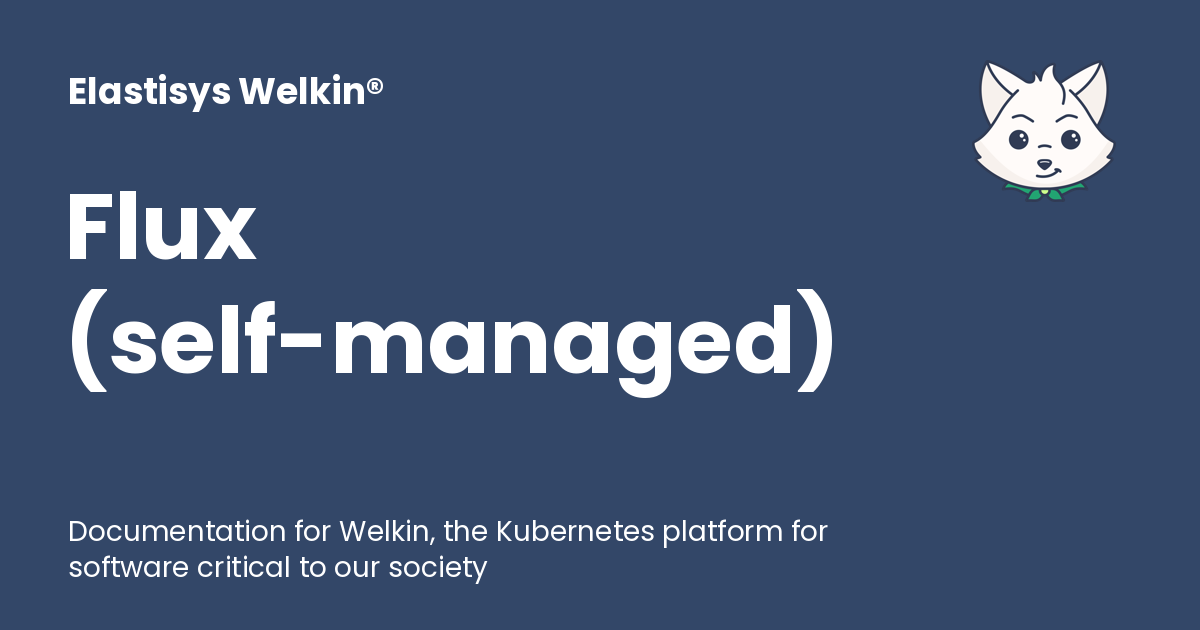 Elastisys Welkin®
Flux
(self-managed)
Documentation for Welkin, the Kubernetes platform for
software critical to our society